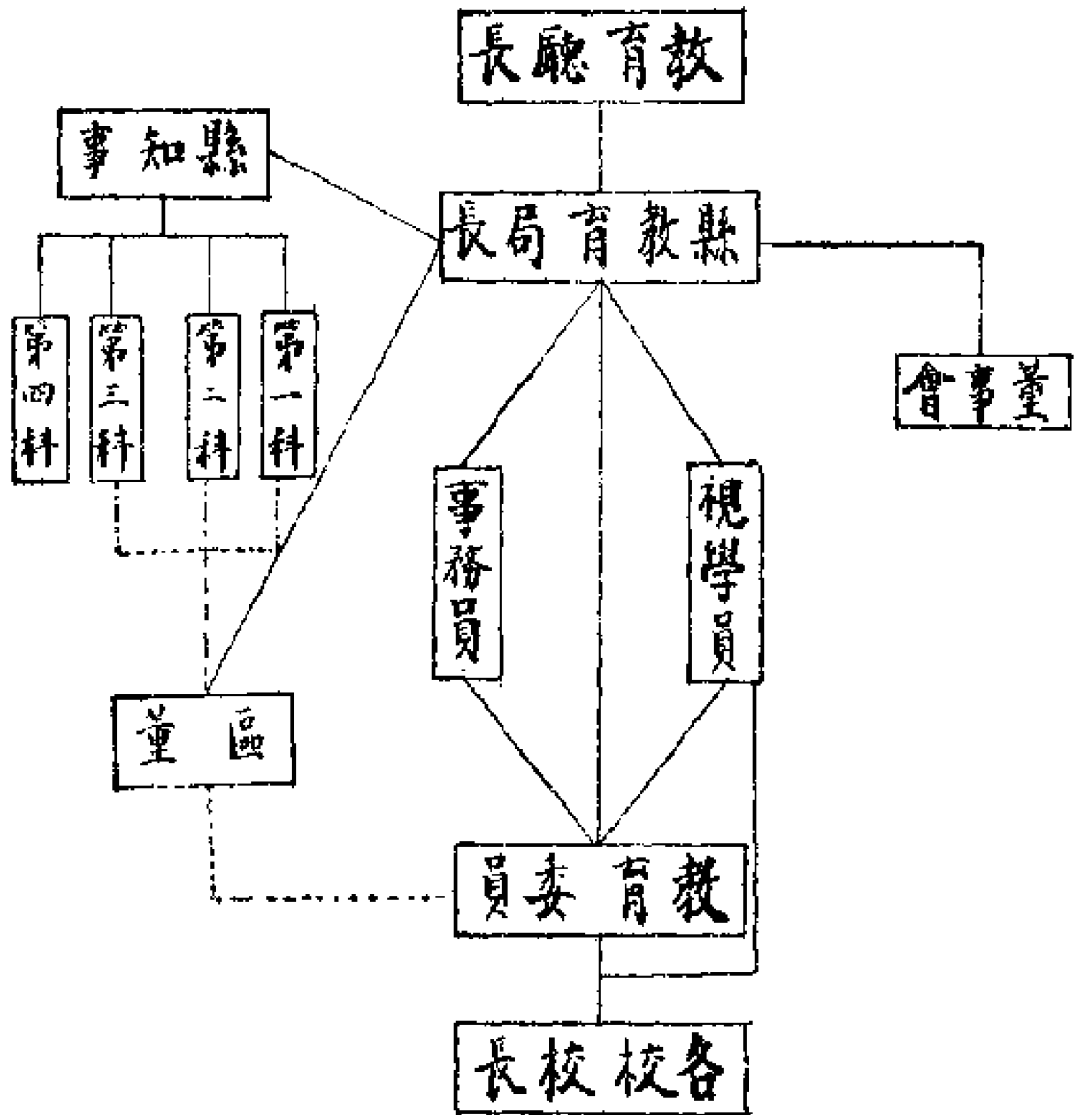 教育廳長
縣知事
縣教育局長
第一科
第二科
第三科
第四科
董事會
視學員
事務員
區董
教育委員
各校校長